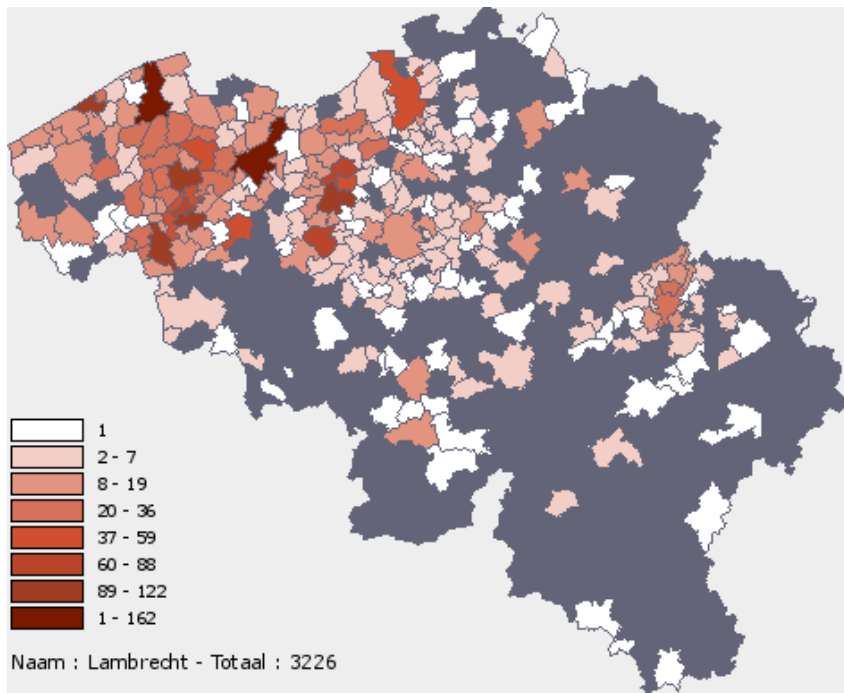 1
2 - 7
8 - 19
20 - 36
37 - 59
60 - 88
89 - 122
1 - 162
Naam : Lambrecht - Totaal : 3226